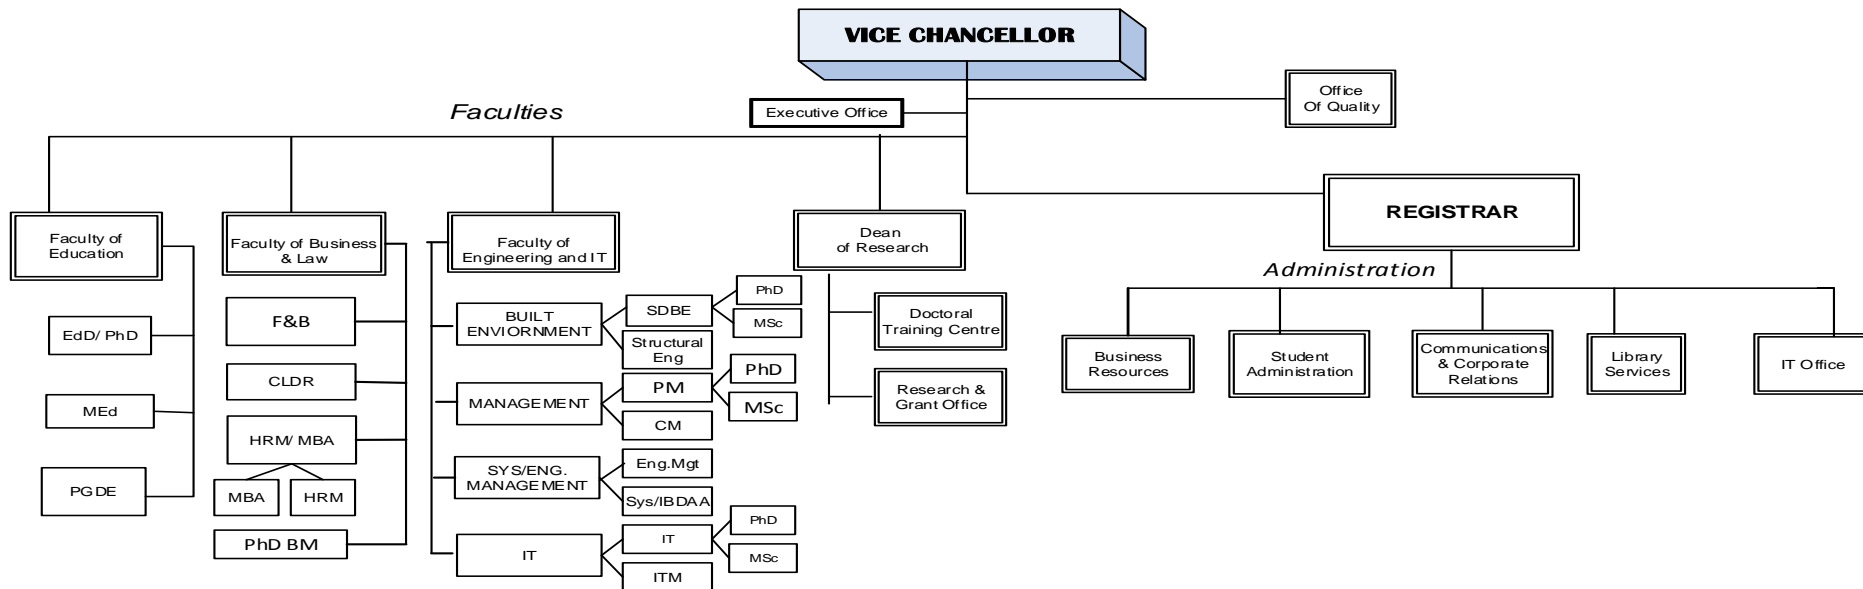 VICE CHANCELLOR
Office
Of Quality
Executive Office
Faculties
REGISTRAR
Administration
Faculty of
Education
Faculty of Business
& Law
Faculty of
Engineering and IT
Dean
of Research
EdD/ PhD
MEd
PGDE
F&B
CLDR
HRM/ MBA
MBA
HRM
PhD BM
BUILT
ENVIORNMENT
SDBE
PhD
MSc
Structural
Eng
MANAGEMENT
PM
PhD
MSc
CM
SYS/ENG.
MANAGEMENT
Eng.Mgt
Sys/IBDAA
IT
IT
PhD
MSc
ITM
Doctoral
Training Centre
Research &
Grant Office
Business
Resources
Student
Administration
Communications
& Corporate
Relations
Library
Services
IT Office